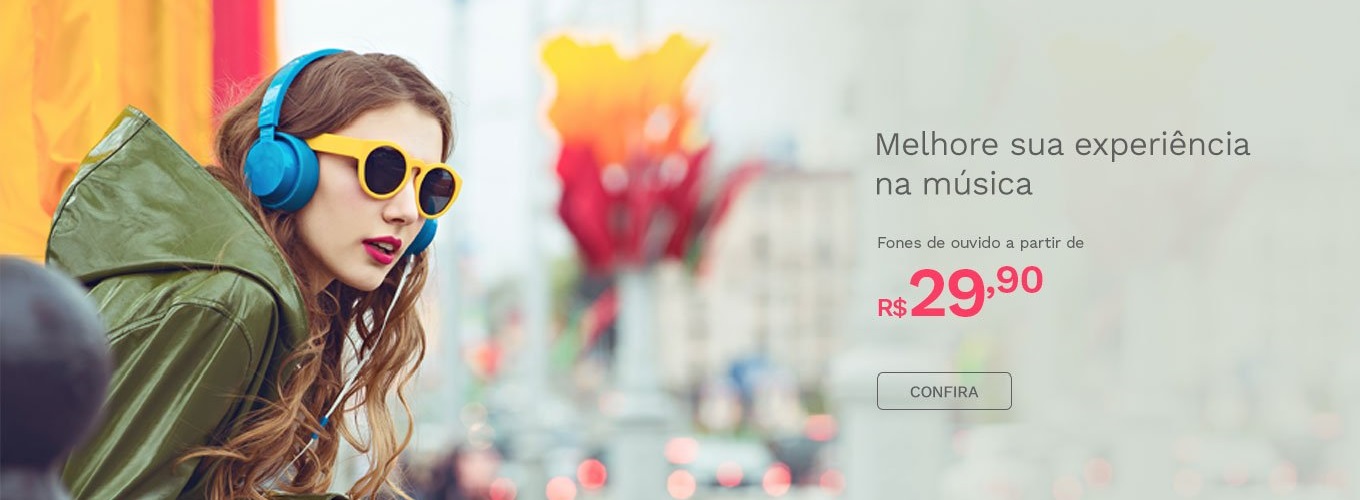 Melhore sua experiência
na música
Fones de ouvido a partir de
R$29,90
CONFIRA